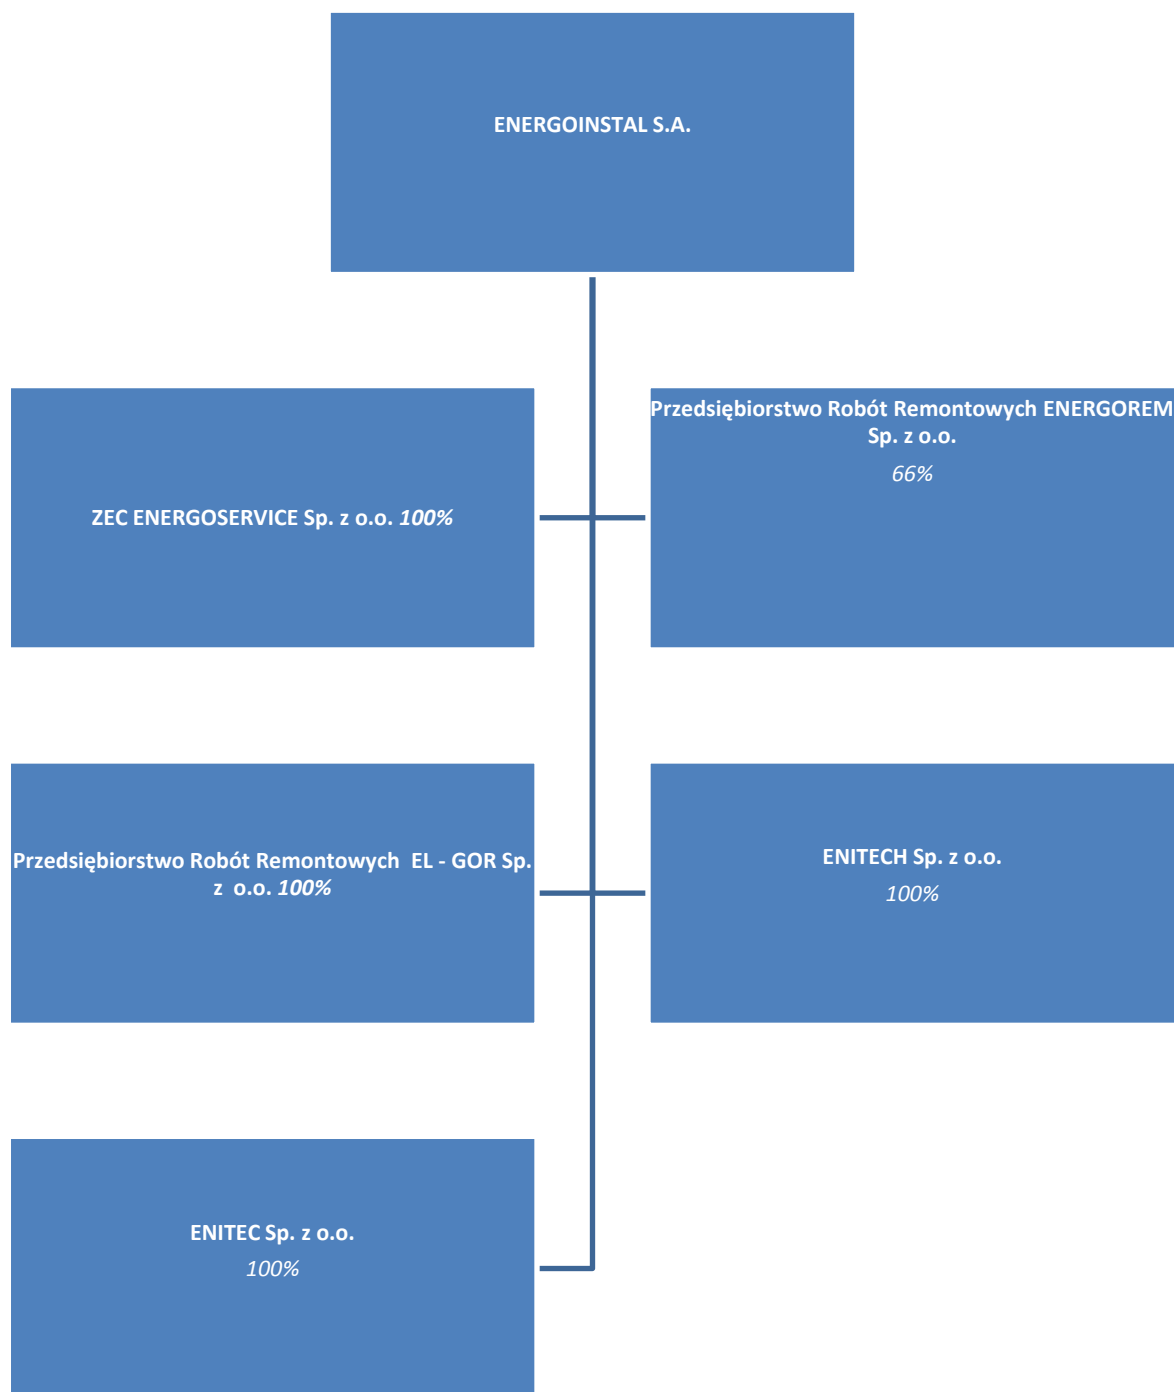 ENERGOINSTAL S.A.
ZEC ENERGOSERVICE Sp. z o.o. 100%
Przedsiębiorstwo Robót Remontowych ENERGOREM
Sp. z o.o.
66%
Przedsiębiorstwo Robót Remontowych EL - GOR Sp.
z o.o. 100%
ENITECH Sp. z o.o.
100%
ENITEC Sp. z o.o.
100%